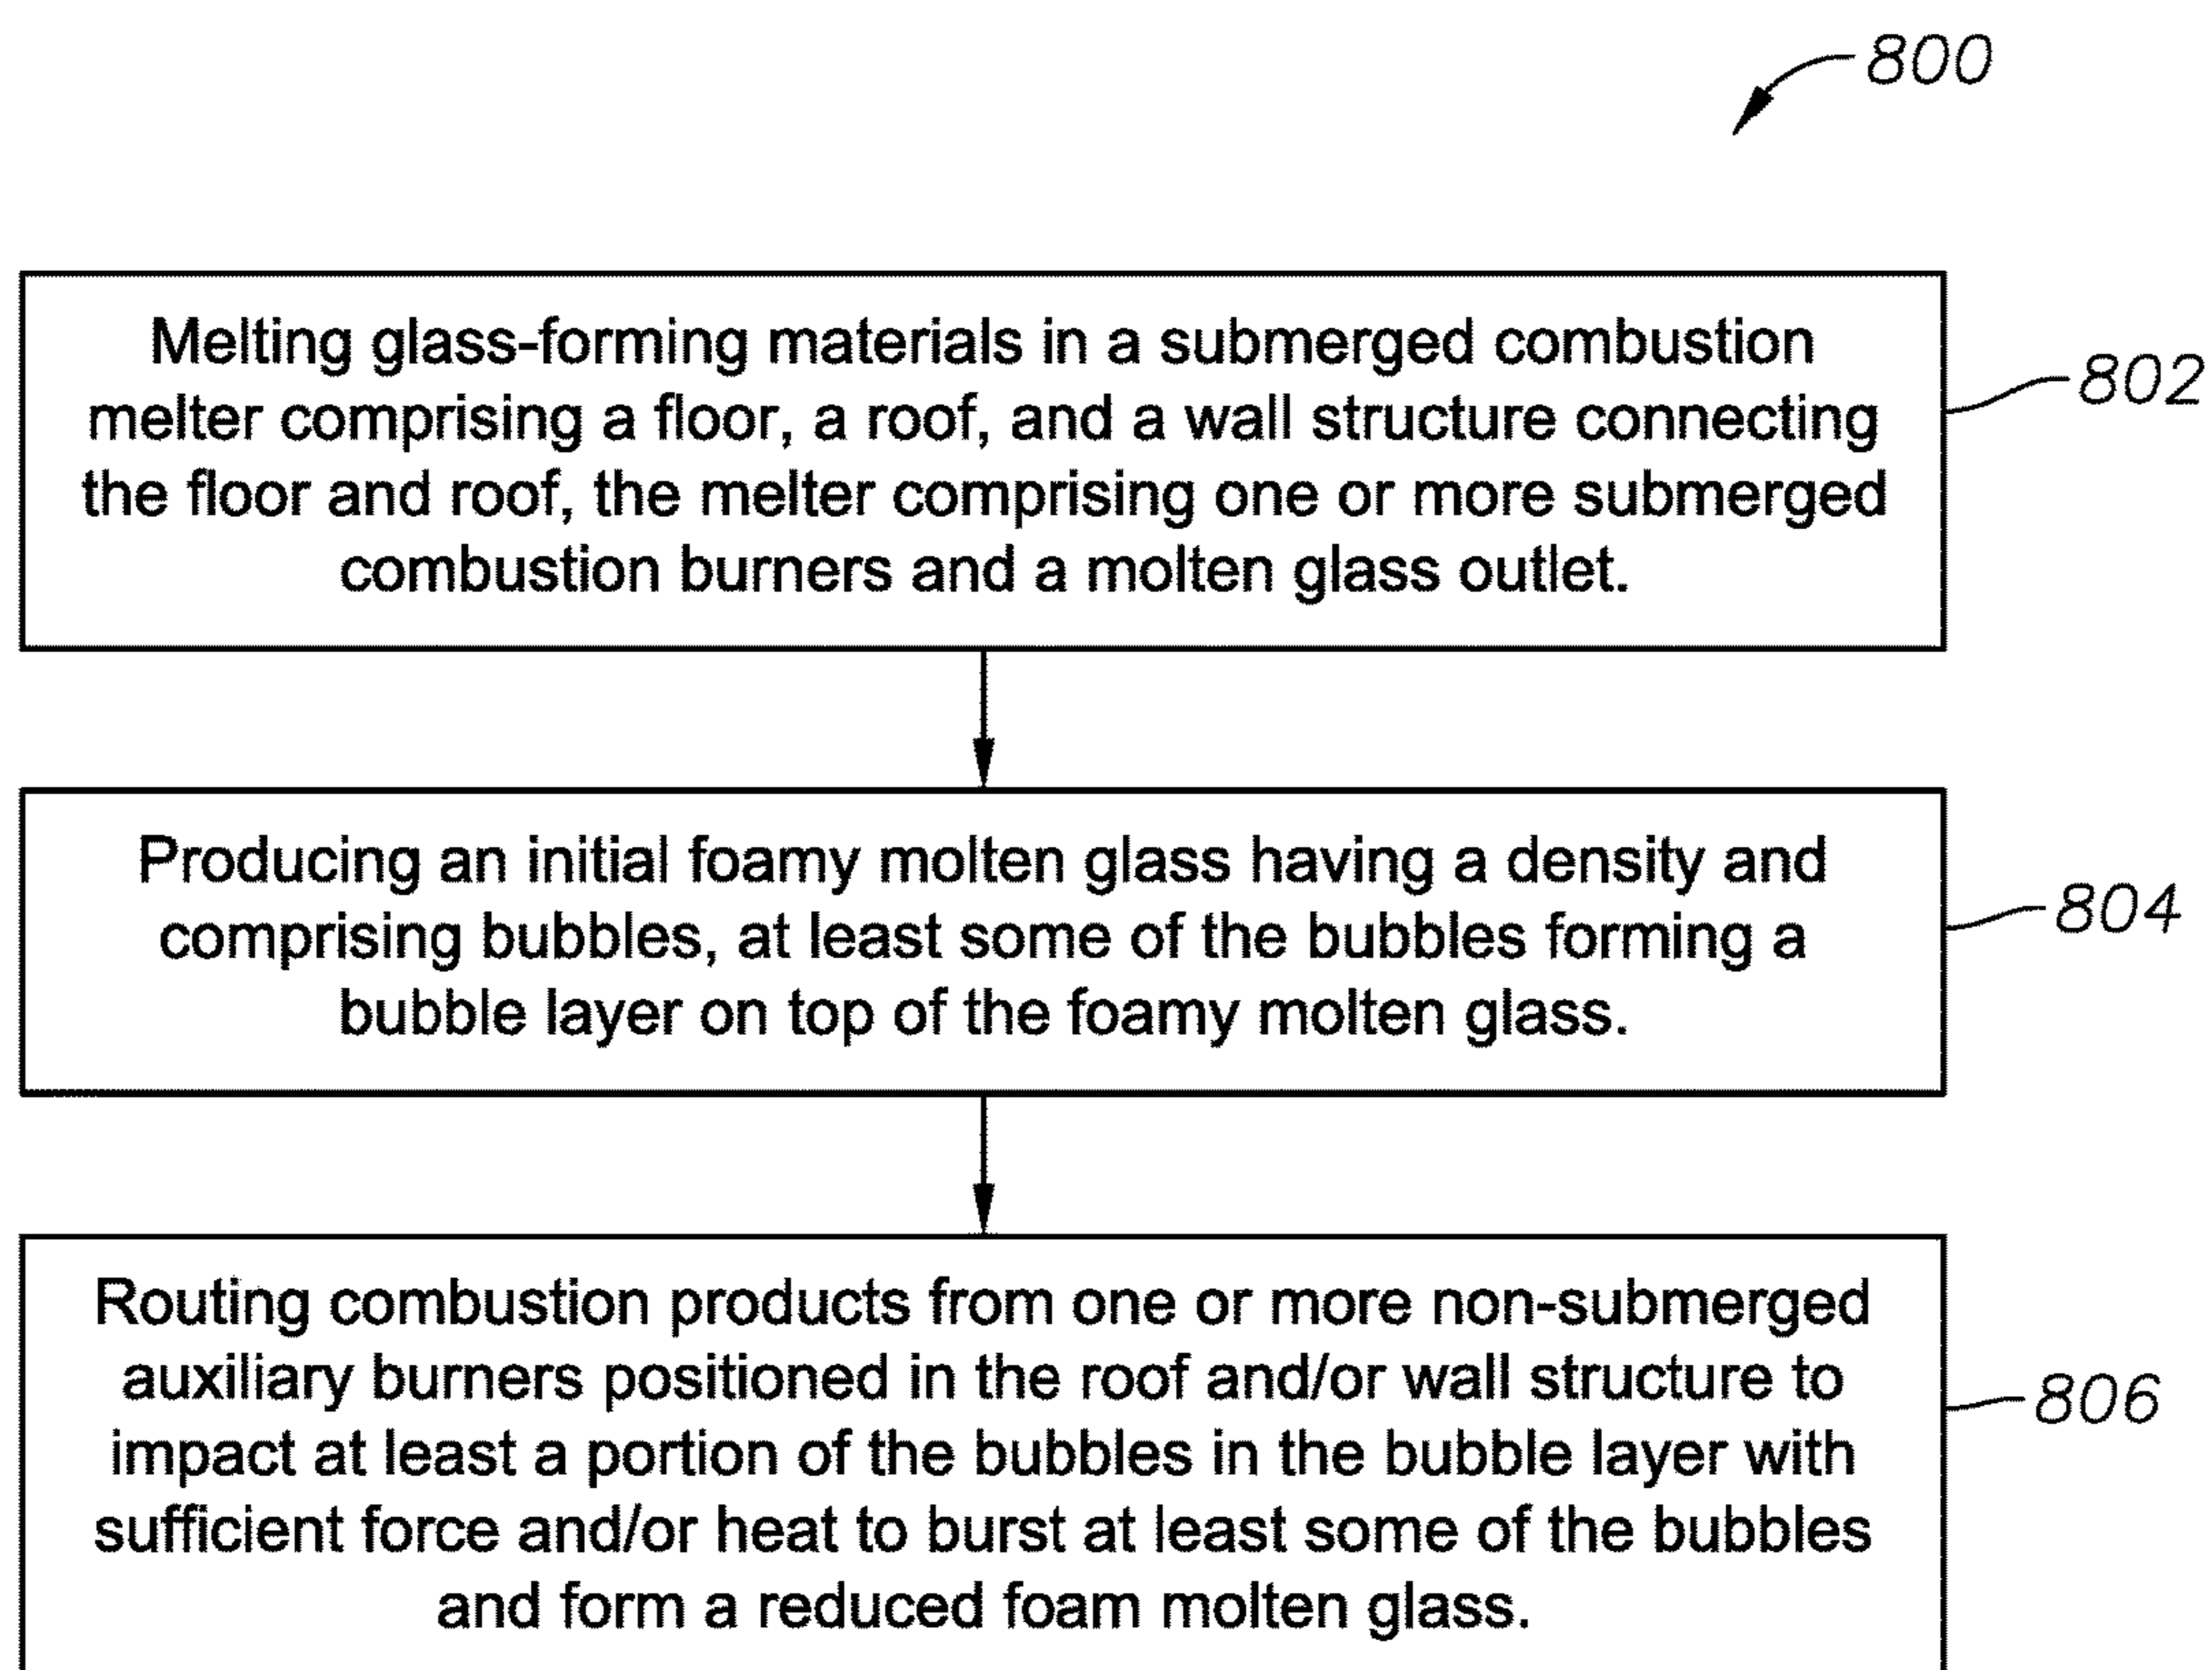 800
Melting glass-forming materials in a submerged combustion
melter comprising a floor, a roof, and a wall structure connecting
the floor and roof, the melter comprising one or more submerged
combustion burners and a molten glass outlet.
802
Producing an initial foamy molten glass having a density and
comprising bubbles, at least some of the bubbles forming a
bubble layer on top of the foamy molten glass.
804
Routing combustion products from one or more non-submerged
auxiliary burners positioned in the roof and/or wall structure to
impact at least a portion of the bubbles in the bubble layer with
sufficient force and/or heat to burst at least some of the bubbles
and form a reduced foam molten glass.
806